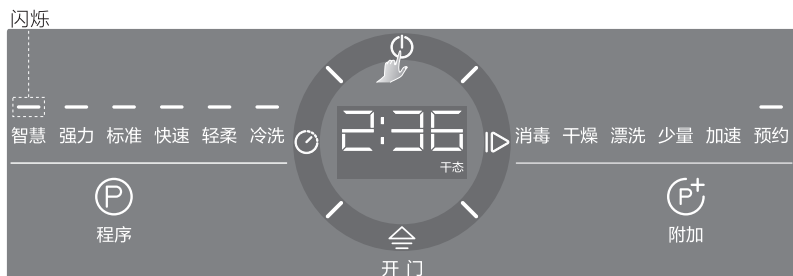 闪烁
智慧 强力 标准 快速 轻柔 冷洗
2:36
干态
消毒 干燥 漂洗 少量 加速 预约
P
程序
P+
附加
开门